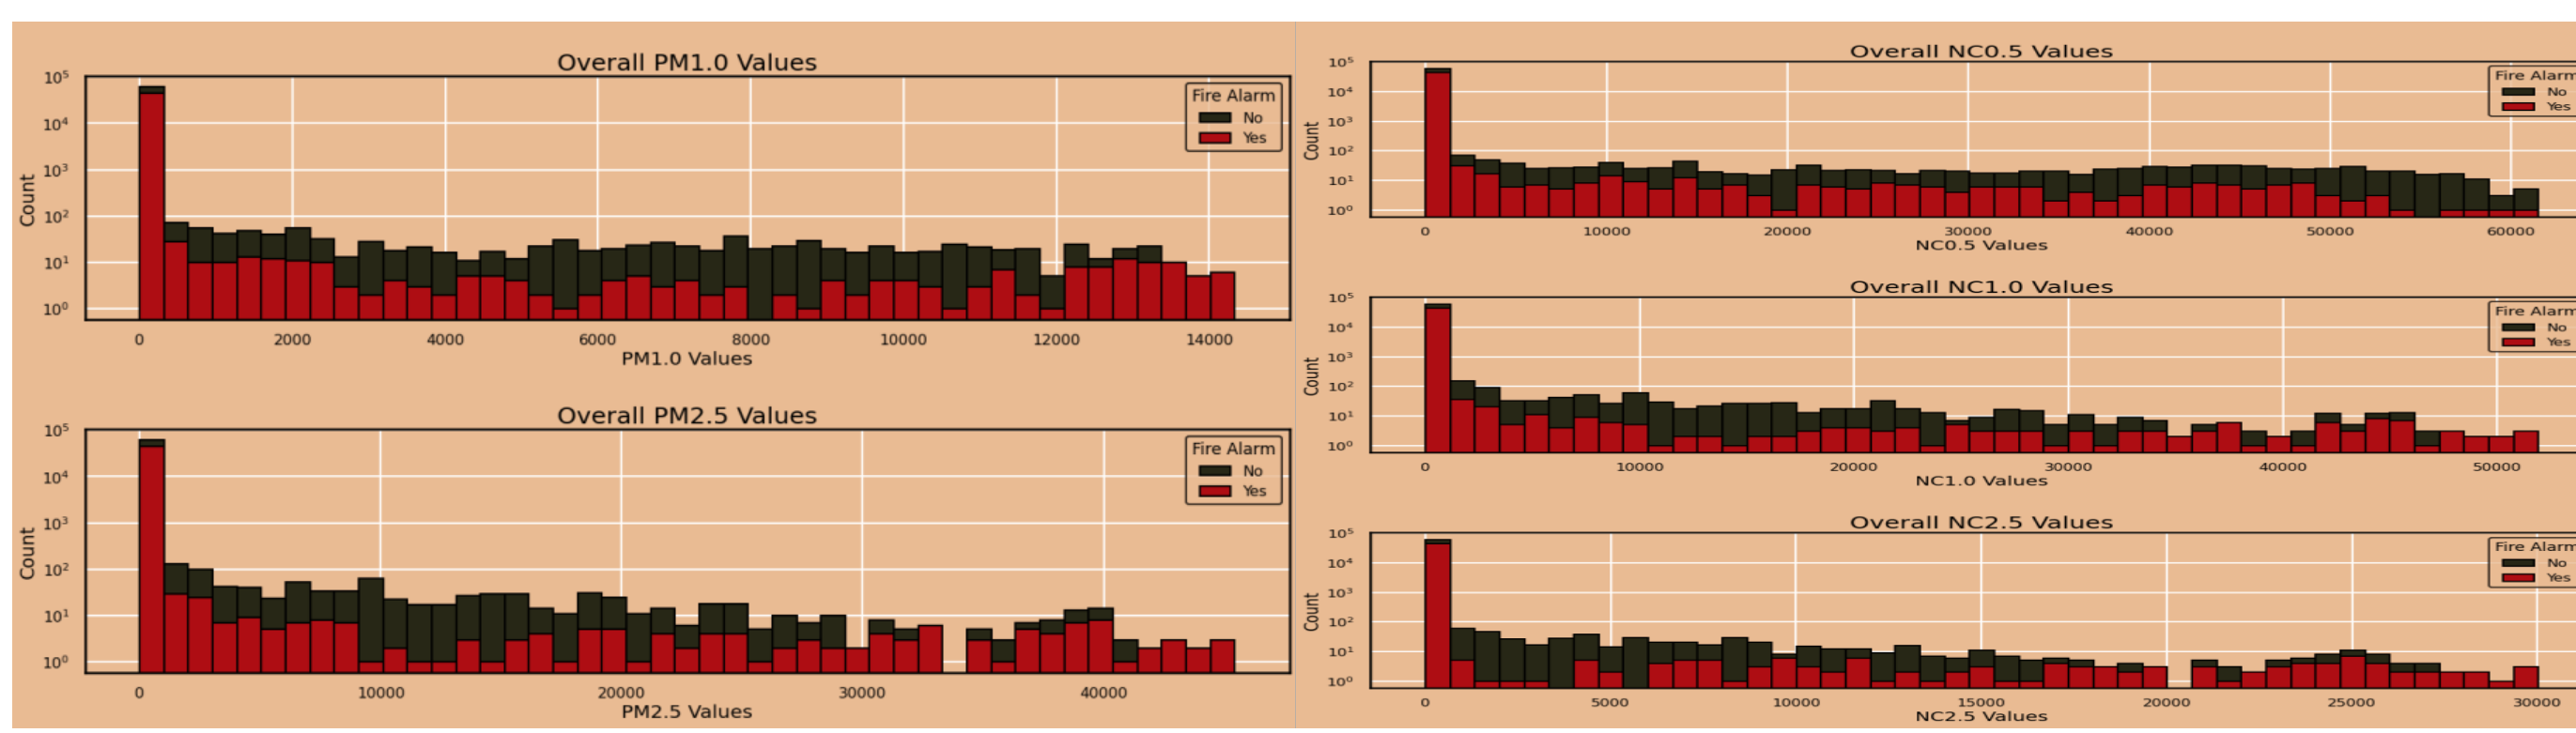 Overall PM1.0 Values
10⁵
10⁴
10³
10²
10¹
10⁰
Count
Fire Alarm
No
Yes
0 2000 4000 6000 8000 10000 12000 14000
PM1.0 Values
Overall PM2.5 Values
10⁵
10⁴
10³
10²
10¹
10⁰
Count
Fire Alarm
No
Yes
0 10000 20000 30000 40000
PM2.5 Values
Overall NC0.5 Values
10⁵
10⁴
10³
10²
10¹
10⁰
Count
Fire Alarm
No
Yes
0 10000 20000 30000 40000 50000 60000
NC0.5 Values
Overall NC1.0 Values
10⁵
10⁴
10³
10²
10¹
10⁰
Count
Fire Alarm
No
Yes
0 10000 20000 30000 40000 50000
NC1.0 Values
Overall NC2.5 Values
10⁵
10⁴
10³
10²
10¹
10⁰
Count
Fire Alarm
No
Yes
0 5000 10000 15000 20000 25000 30000
NC2.5 Values